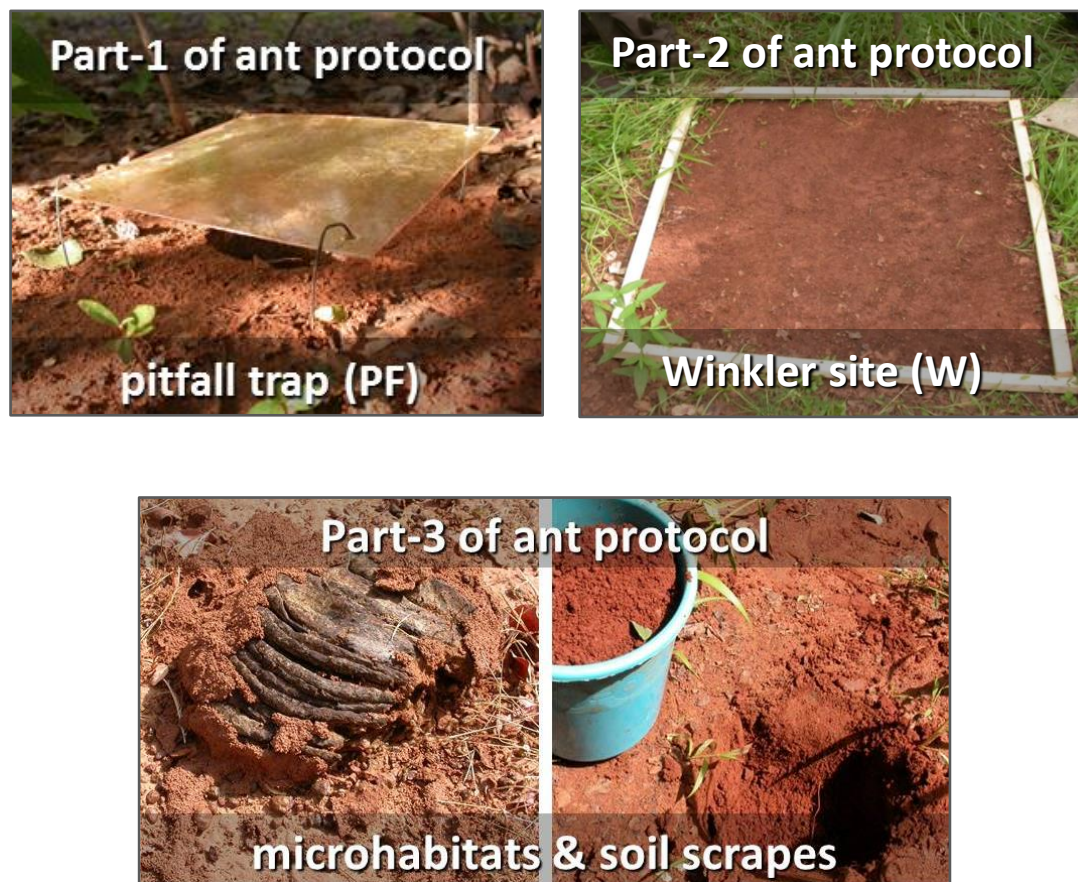 Part-1 of ant protocol
pitfall trap (PF)
Part-2 of ant protocol
Winkler site (W)
Part-3 of ant protocol
microhabitats & soil scrapes